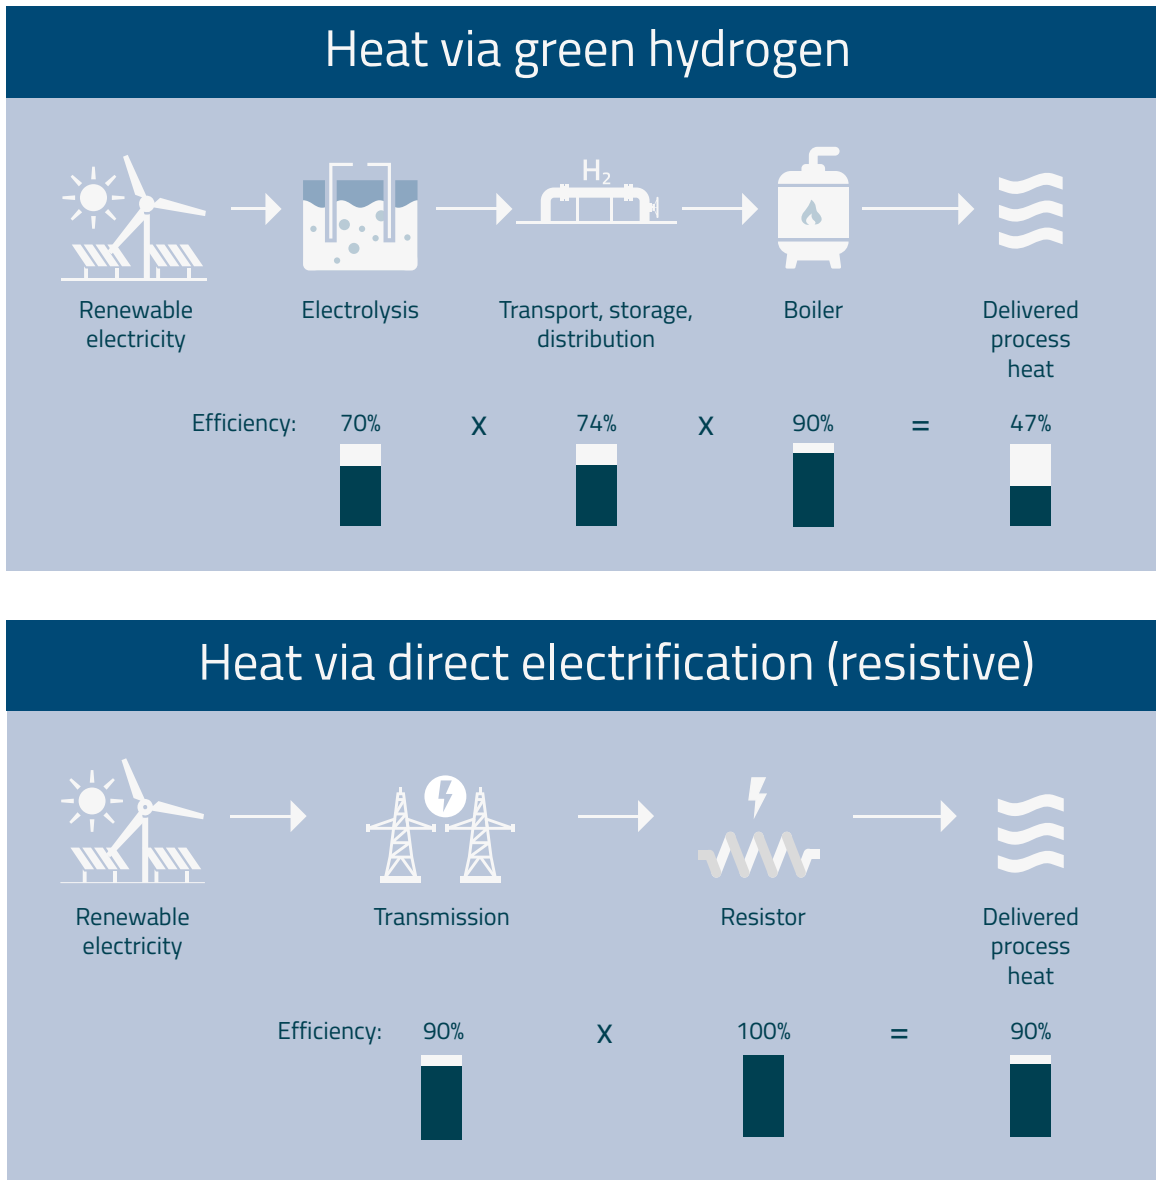 Heat via green hydrogen
H₂
Renewable
electricity
Electrolysis
Transport, storage,
distribution
Boiler
Delivered
process
heat
Efficiency: 70% X 74% X 90% = 47%
Heat via direct electrification (resistive)
Renewable
electricity
Transmission
Resistor
Delivered
process
heat
Efficiency: 90% X 100% = 90%